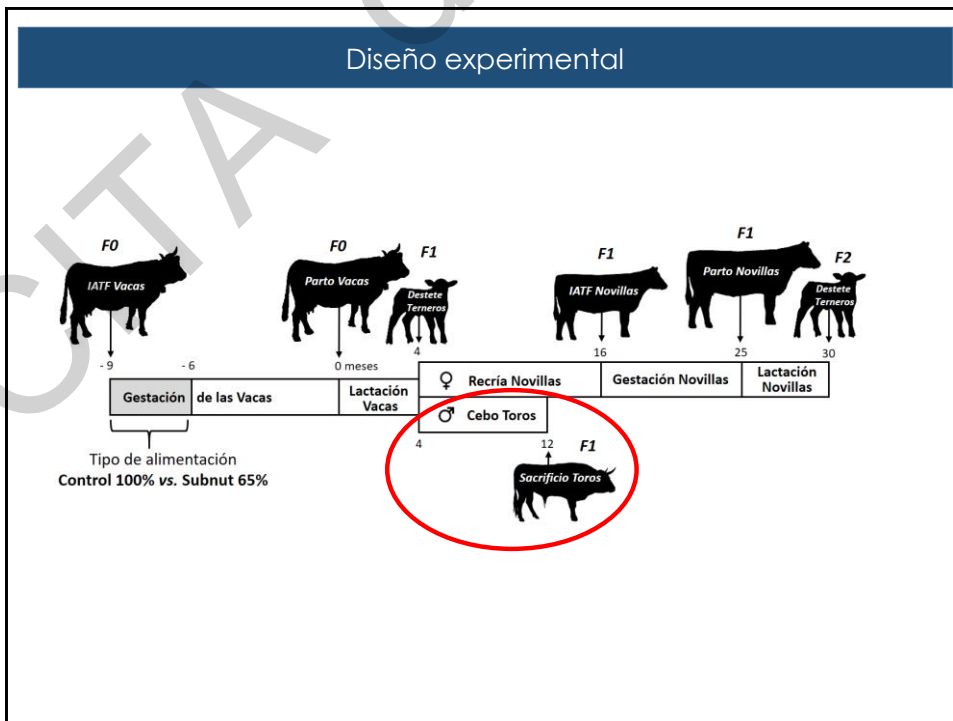 Diseño experimental
F0
IATF Vacas
F0
Parto Vacas
F1
Destete
Terneros
F1
IATF Novillas
F1
Parto Novillas
F2
Destete
Terneros
- 9
- 6
0 meses
4
16
25
30
Gestación de las Vacas
Lactación
Vacas
♀ Recría Novillas
Gestación Novillas
Lactación
Novillas
♂ Cebo Toros
4
12
F1
Sacrificio Toros
Tipo de alimentación
Control 100% vs. Subnut 65%
CITA